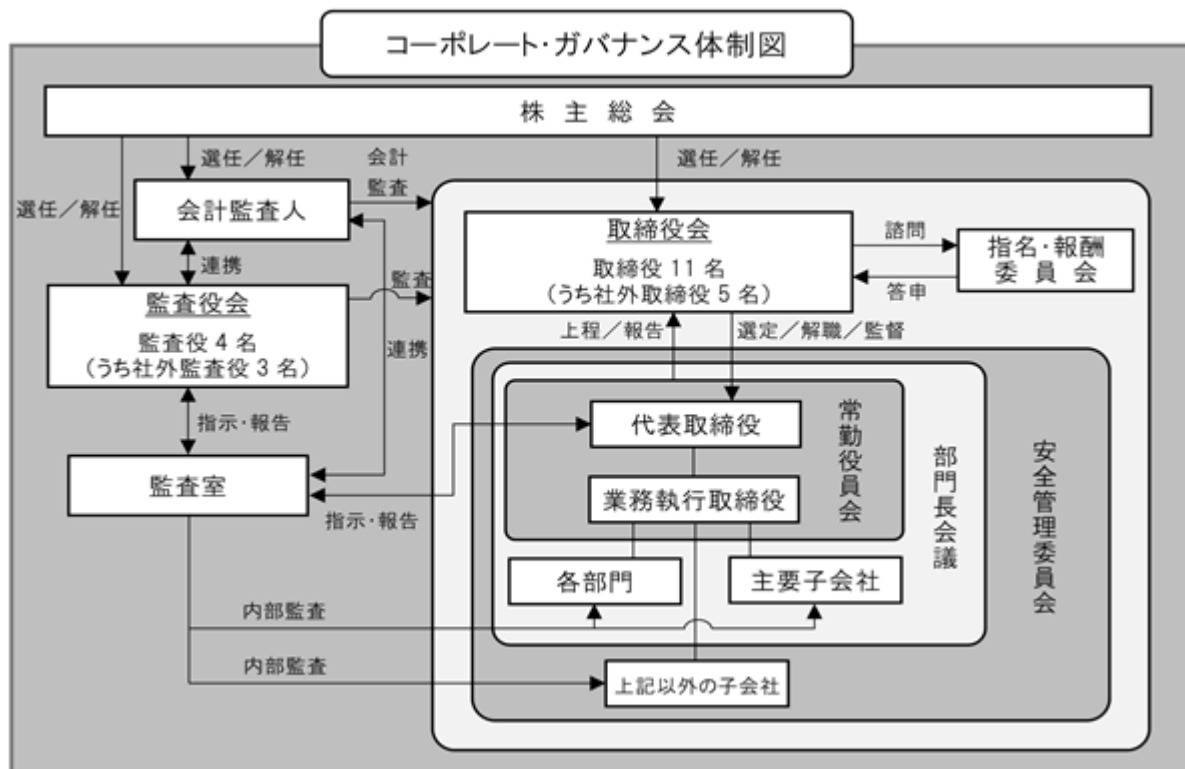 コーポレート・ガバナンス体制図
株主総会
選任／解任
選任／解任
選任／解任
会計
監査
会計監査人
連携
監査役会
監査役4名
（うち社外監査役3名）
監査
連携
指示・報告
監査室
指示・報告
内部監査
内部監査
取締役会
取締役11名
（うち社外取締役5名）
諮問
答申
指名・報酬
委員会
上程／報告
選定／解職／監督
代表取締役
業務執行取締役
常勤役員会
各部門
主要子会社
部門長会議
上記以外の子会社
安全管理委員会